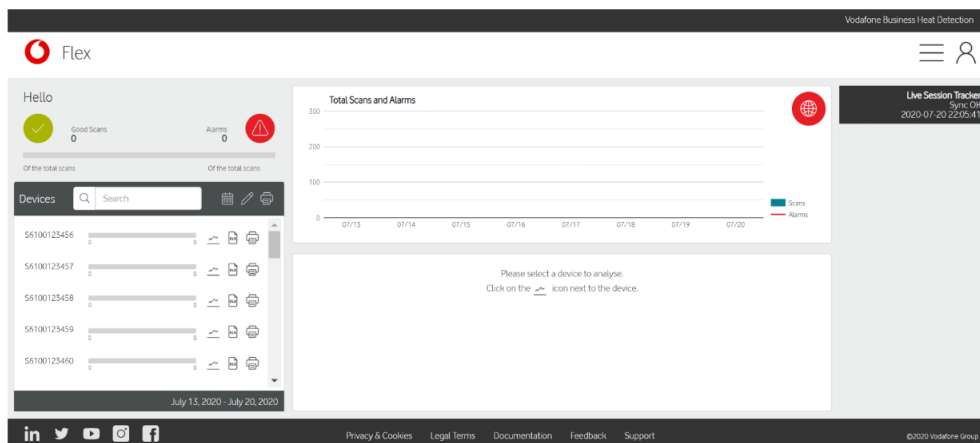 Vodafone Business Heat Detection
Flex
Hello
Good Scans
0
Alarms
0
Of the total scans
Of the total scans
Devices
Search
S6100123456
0 0
S6100123457
0 0
S6100123458
0 0
S6100123459
0 0
S6100123460
0 0
July 13, 2020 - July 20, 2020
Total Scans and Alarms
300
200
100
0
07/13 07/14 07/15 07/16 07/17 07/18 07/19 07/20
Scans
Alarms
Please select a device to analyse.
Click on the icon next to the device.
Live Session Tracker
Sync OK
2020-07-20 22:05:41
Privacy & Cookies Legal Terms Documentation Feedback Support
©2020 Vodafone Group